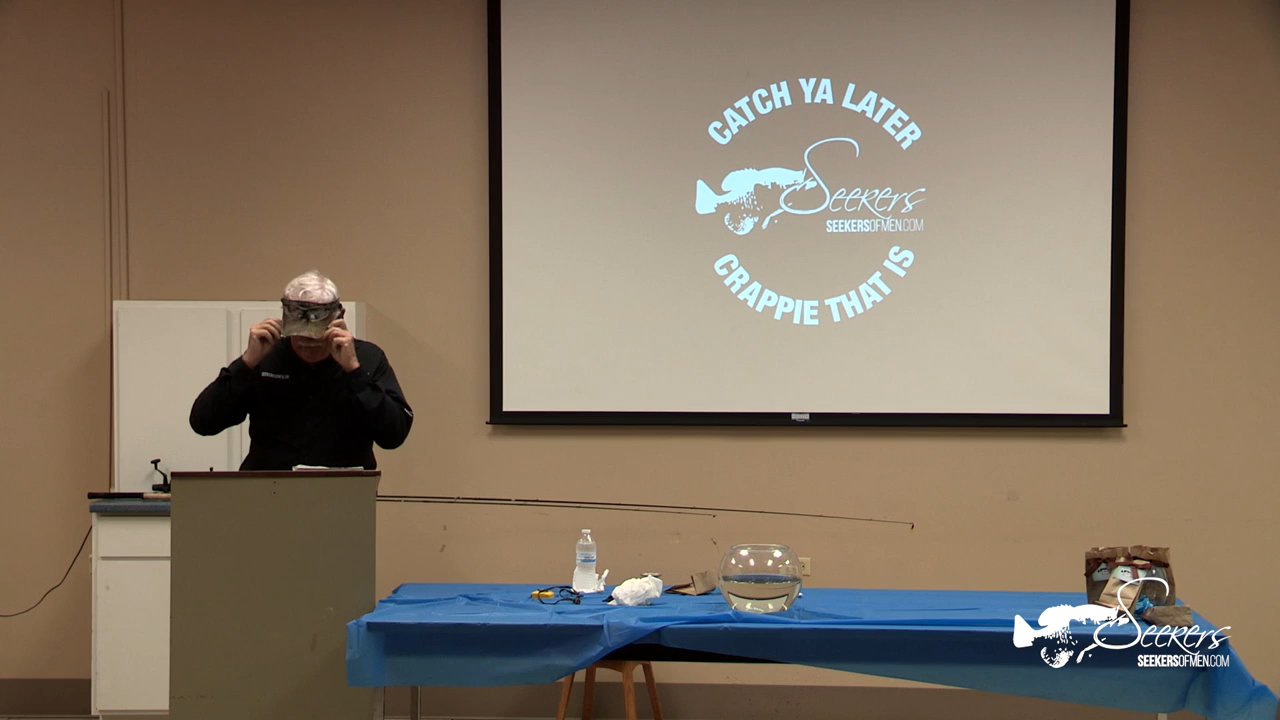 CATCH YA LATER
Seekers
SEEKERSOFMEN.COM
CRAPPIE THAT IS
Seekers
SEEKERSOFMEN.COM